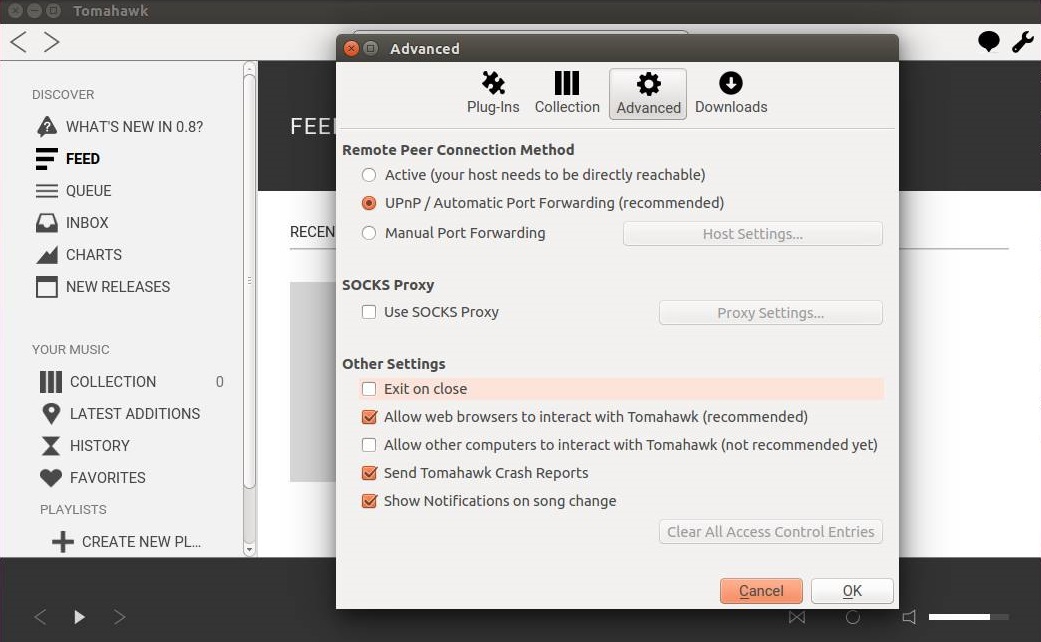 Tomahawk
DISCOVER
WHAT'S NEW IN 0.8?
FEED
QUEUE
INBOX
CHARTS
NEW RELEASES
YOUR MUSIC
COLLECTION 0
LATEST ADDITIONS
HISTORY
FAVORITES
PLAYLISTS
CREATE NEW PL...
FEE
RECEN
Advanced
Plug-Ins Collection Advanced Downloads
Remote Peer Connection Method
Active (your host needs to be directly reachable)
UPnP / Automatic Port Forwarding (recommended)
Manual Port Forwarding Host Settings...
SOCKS Proxy
Use SOCKS Proxy Proxy Settings...
Other Settings
Exit on close
Allow web browsers to interact with Tomahawk (recommended)
Allow other computers to interact with Tomahawk (not recommended yet)
Send Tomahawk Crash Reports
Show Notifications on song change
Clear All Access Control Entries
Cancel OK